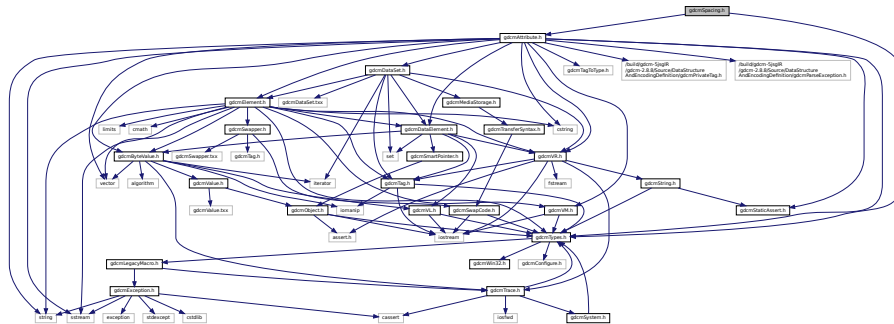 gdcmSpacing.h
gdcmAttribute.h
gdcmDataSet.h
gdcmTagToType.h
/build/gdcm-SjsglR
/gdcm-2.8.8/Source/DataStructure
AndEncodingDefinition/gdcmPrivateTag.h
/build/gdcm-SjsglR
/gdcm-2.8.8/Source/DataStructure
AndEncodingDefinition/gdcmParseException.h
gdcmElement.h
gdcmDataSet.txx
gdcmMediaStorage.h
limits
cmath
gdcmSwapper.h
gdcmDataElement.h
gdcmTransferSyntax.h
cstring
gdcmByteValue.h
gdcmSwapper.txx
gdcmTag.h
set
gdcmSmartPointer.h
gdcmVR.h
vector
algorithm
gdcmValue.h
iterator
gdcmTag.h
fstream
gdcmString.h
gdcmValue.txx
gdcmObject.h
iomanip
gdcmVL.h
gdcmSwapCode.h
gdcmVM.h
gdcmStaticAssert.h
assert.h
iostream
gdcmTypes.h
gdcmLegacyMacro.h
gdcmWin32.h
gdcmConfigure.h
gdcmException.h
gdcmTrace.h
string
sstream
exception
stdexcept
cstdlib
cassert
iosfwd
gdcmSystem.h